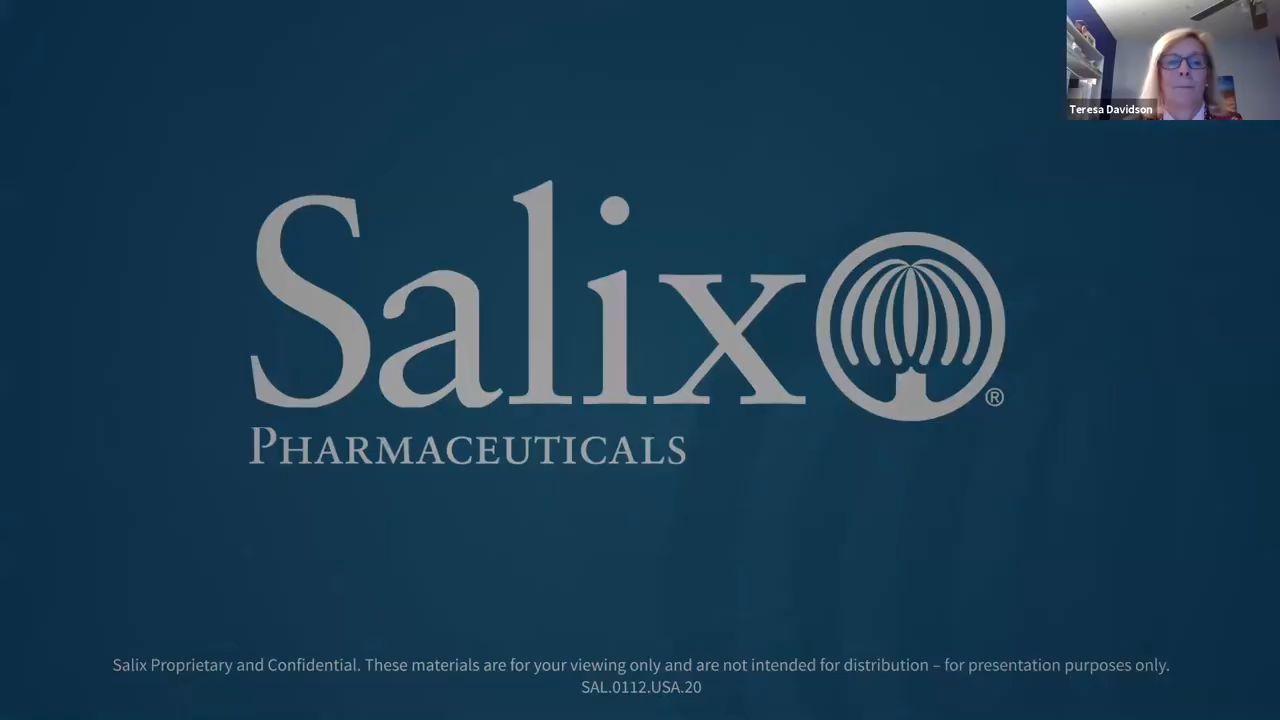 Teresa Davidson
Salix
PHARMACEUTICALS
®
Salix Proprietary and Confidential. These materials are for your viewing only and are not intended for distribution – for presentation purposes only.
SAL.0112.USA.20